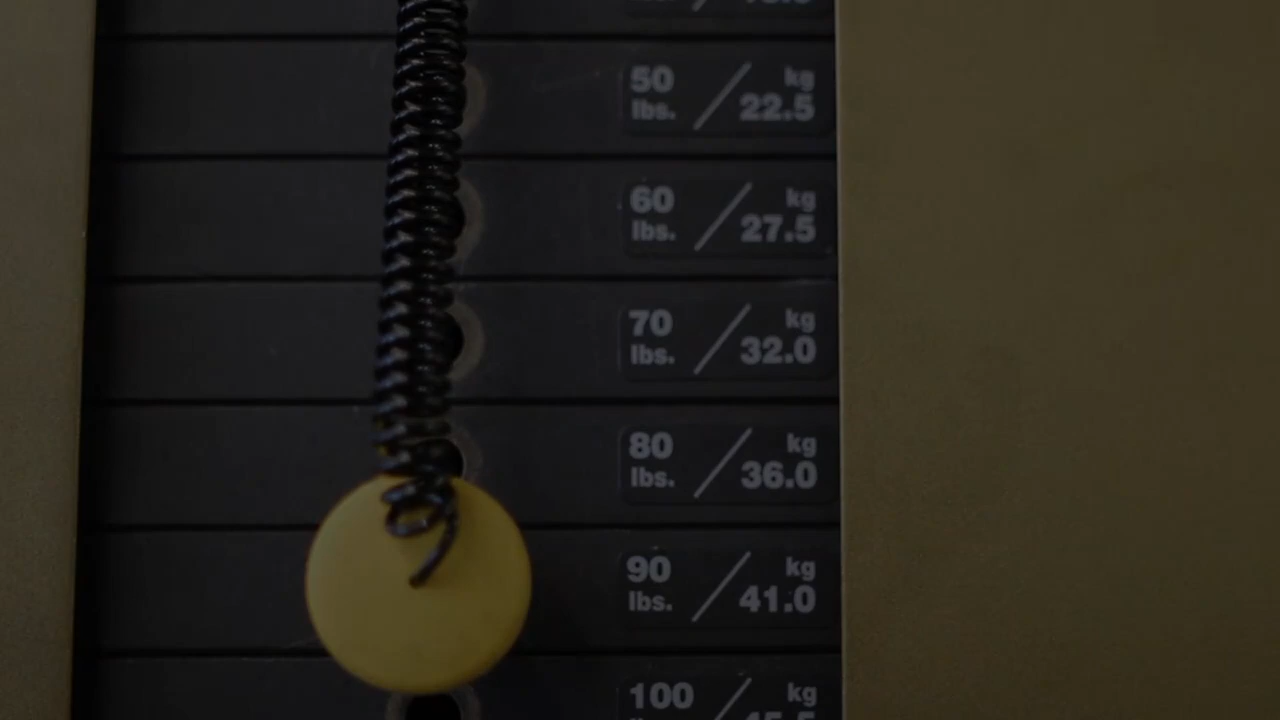 50 kg
lbs. / 22.5
60 kg
lbs. / 27.5
70 kg
lbs. / 32.0
80 kg
lbs. / 36.0
90 kg
lbs. / 41.0
100 kg